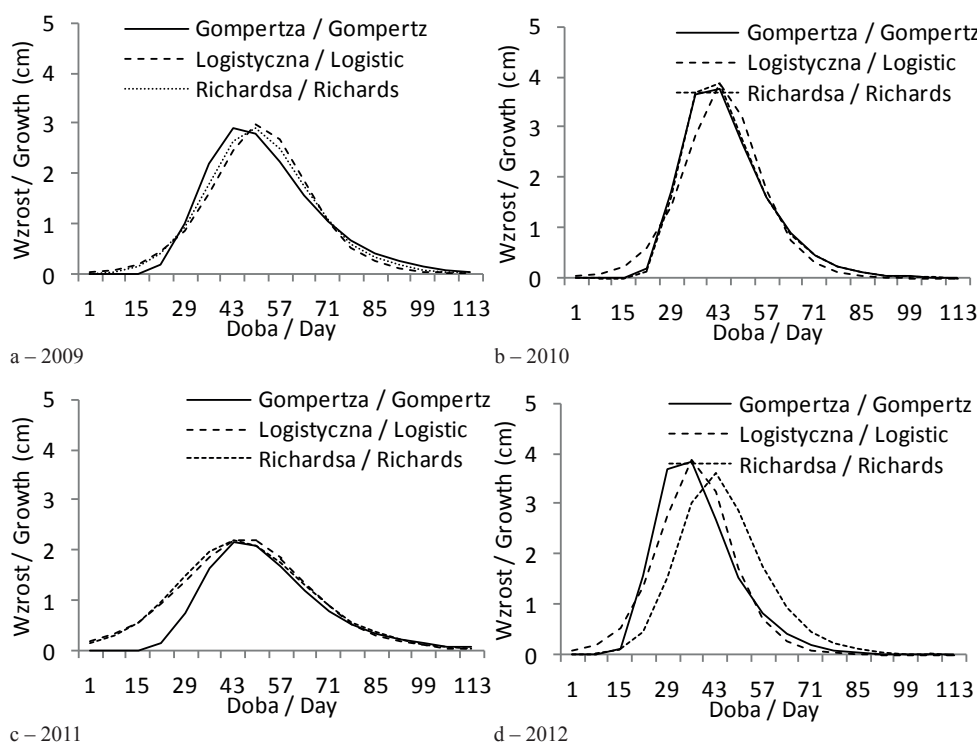 5
4
3
2
1
0
Wzrost / Growth (cm)
Gompertza / Gompertz
Logistyczna / Logistic
Richardsa / Richards
1 15 29 43 57 71 85 99 113
Doba / Day
a – 2009
5
4
3
2
1
0
Wzrost / Growth (cm)
Gompertza / Gompertz
Logistyczna / Logistic
Richardsa / Richards
1 15 29 43 57 71 85 99 113
Doba / Day
b – 2010
5
4
3
2
1
0
Wzrost / Growth (cm)
Gompertza / Gompertz
Logistyczna / Logistic
Richardsa / Richards
1 15 29 43 57 71 85 99 113
Doba / Day
c – 2011
5
4
3
2
1
0
Wzrost / Growth (cm)
Gompertza / Gompertz
Logistyczna / Logistic
Richardsa / Richards
1 15 29 43 57 71 85 99 113
Doba / Day
d – 2012